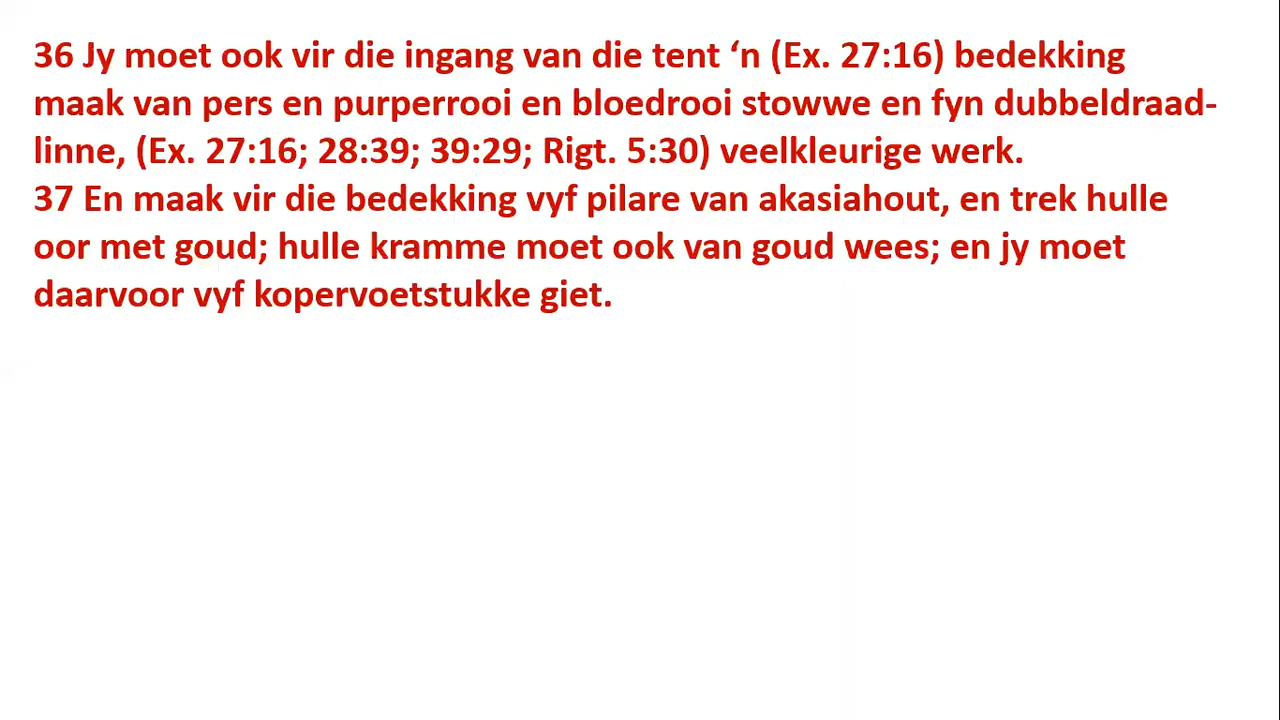 36 Jy moet ook vir die ingang van die tent ‘n (Ex. 27:16) bedekking
maak van pers en purperrooi en bloedrooi stowwe en fyn dubbeldraad-
linne, (Ex. 27:16; 28:39; 39:29; Rigt. 5:30) veelkleurige werk.
37 En maak vir die bedekking vyf pilare van akasiahout, en trek hulle
oor met goud; hulle kramme moet ook van goud wees; en jy moet
daarvoor vyf kopervoetstukke giet.